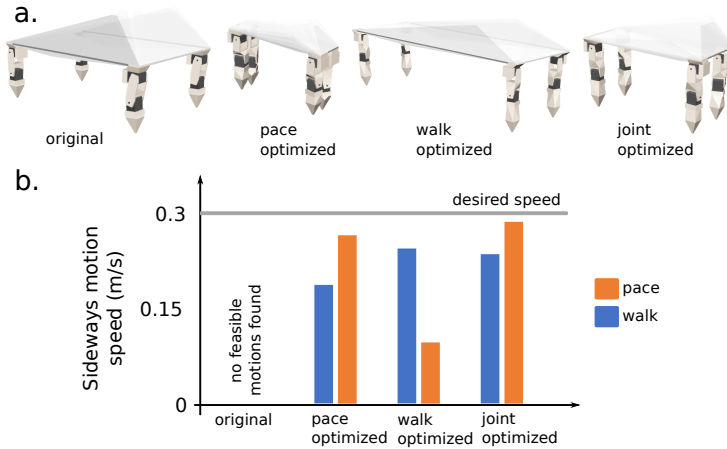 a.
original
pace
optimized
walk
optimized
joint
optimized
b.
Sideways motion
speed (m/s)
0.3
0.15
0
desired speed
no feasible
motions found
pace
walk
original
pace
optimized
walk
optimized
joint
optimized